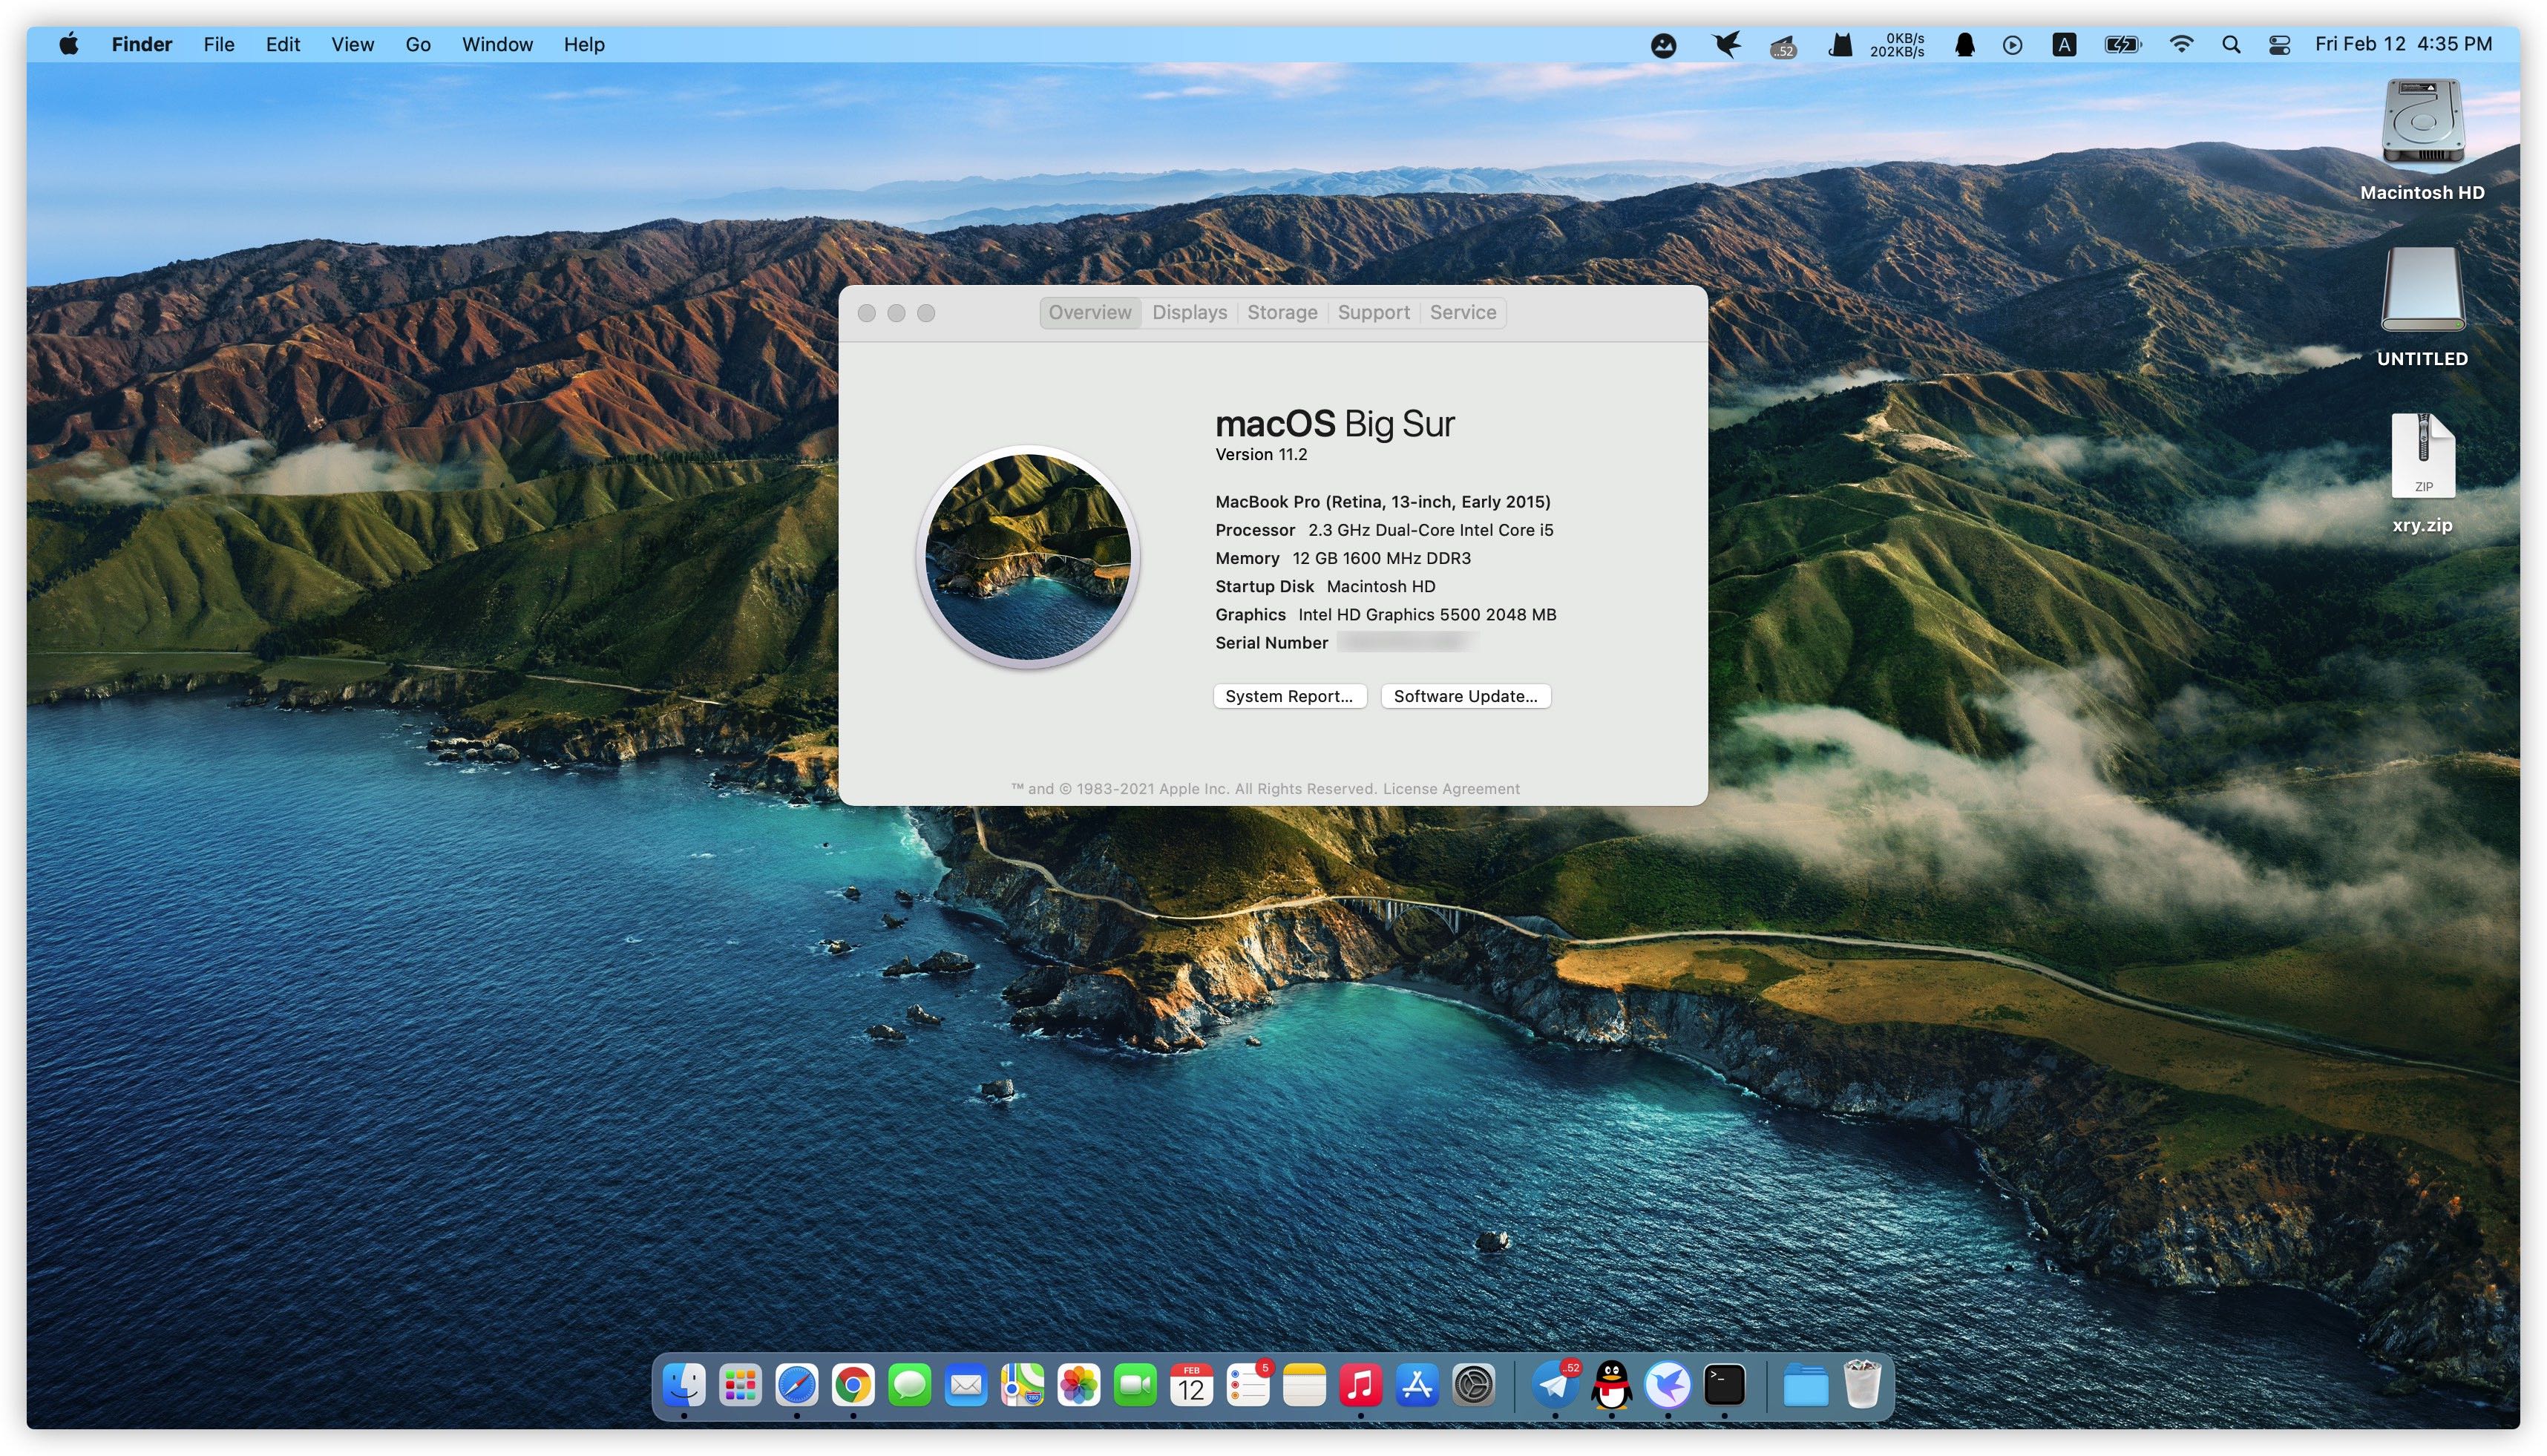 Finder File Edit View Go Window Help
..52
0KB/s
202KB/s
A
Fri Feb 12 4:35 PM
Macintosh HD
UNTITLED
ZIP
xry.zip
Overview Displays Storage Support Service
macOS Big Sur
Version 11.2
MacBook Pro (Retina, 13-inch, Early 2015)
Processor 2.3 GHz Dual-Core Intel Core i5
Memory 12 GB 1600 MHz DDR3
Startup Disk Macintosh HD
Graphics Intel HD Graphics 5500 2048 MB
Serial Number
System Report... Software Update...
™ and © 1983-2021 Apple Inc. All Rights Reserved. License Agreement
FEB
12
5
..52
>_